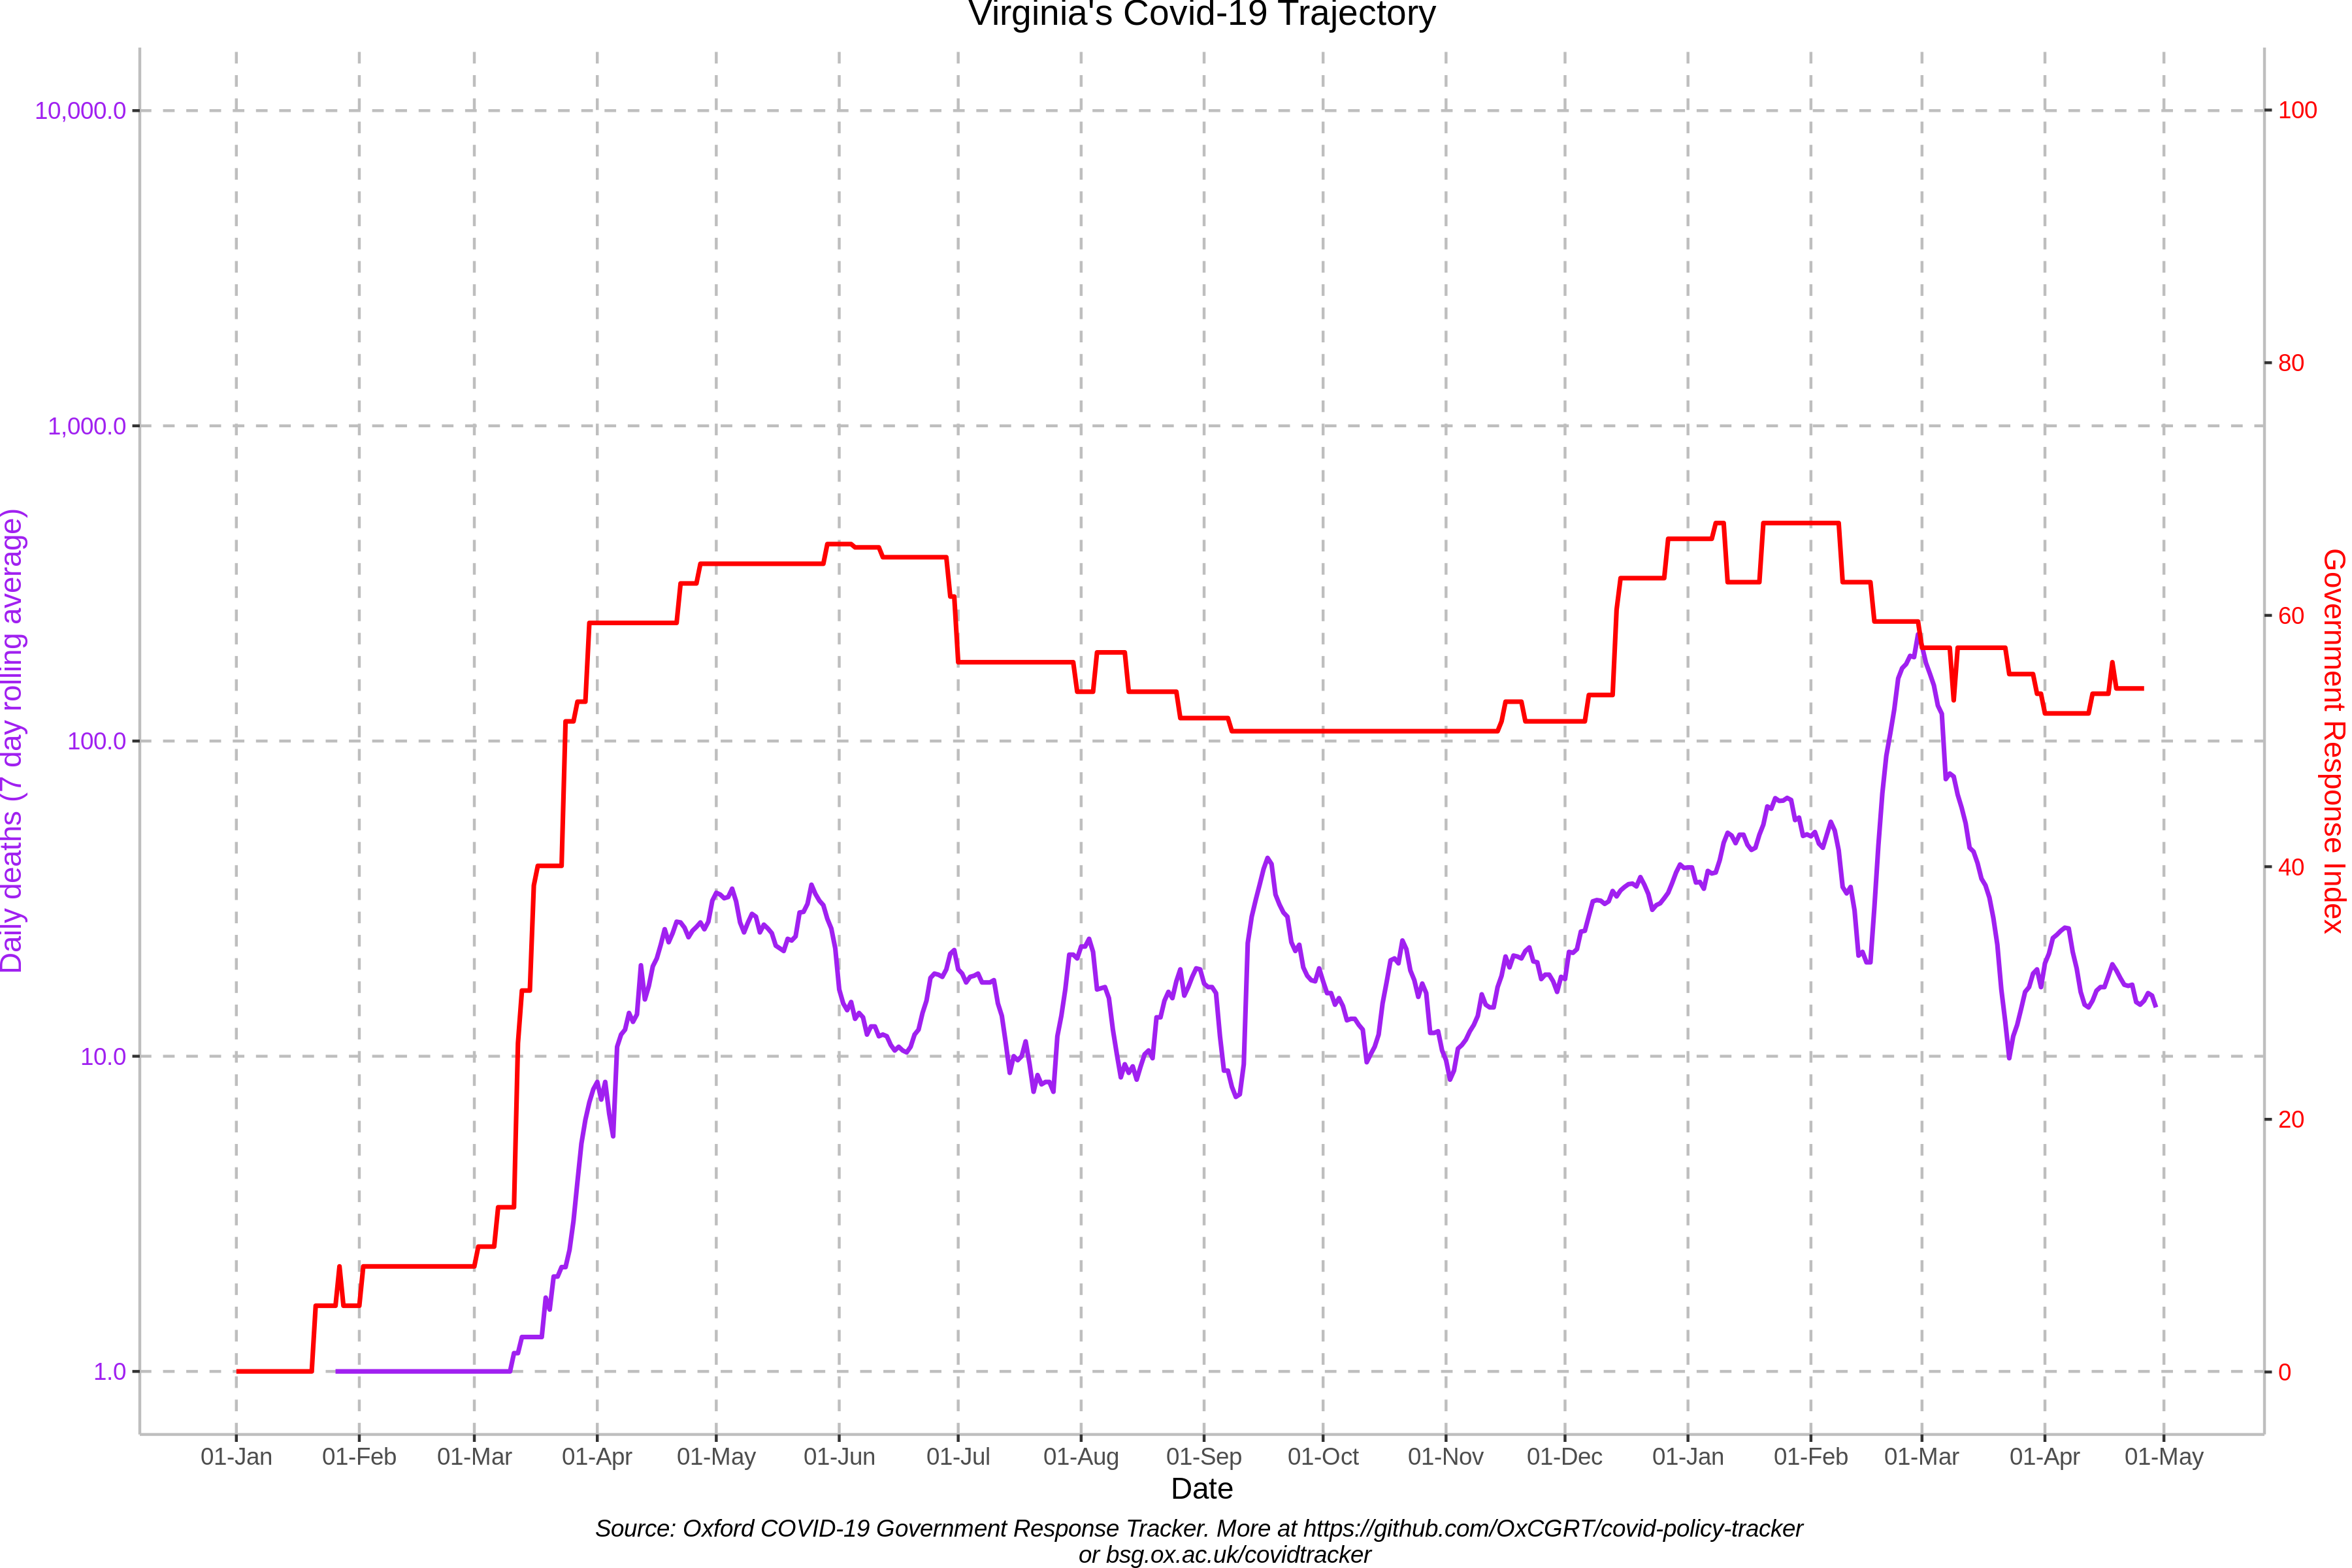 Virginia's Covid-19 Trajectory
10,000.0
1,000.0
100.0
10.0
1.0
Daily deaths (7 day rolling average)
100
80
60
40
20
0
Government Response Index
01-Jan 01-Feb 01-Mar 01-Apr 01-May 01-Jun 01-Jul 01-Aug 01-Sep 01-Oct 01-Nov 01-Dec 01-Jan 01-Feb 01-Mar 01-Apr 01-May
Date
Source: Oxford COVID-19 Government Response Tracker. More at https://github.com/OxCGRT/covid-policy-tracker
or bsg.ox.ac.uk/covidtracker